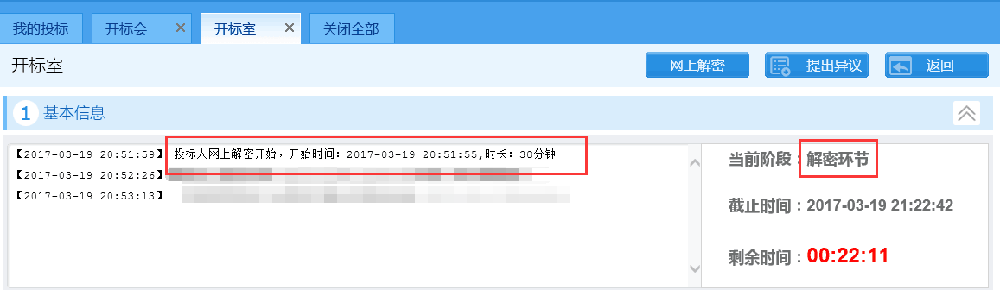 我的投标 开标会 开标室 关闭全部
开标室 网上解密 提出异议 返回
1 基本信息
【2017-03-19 20:51:59】 投标人网上解密开始，开始时间：2017-03-19 20:51:55,时长：30分钟
【2017-03-19 20:52:26】
【2017-03-19 20:53:13】
当前阶段：解密环节
截止时间：2017-03-19 21:22:42
剩余时间：00:22:11